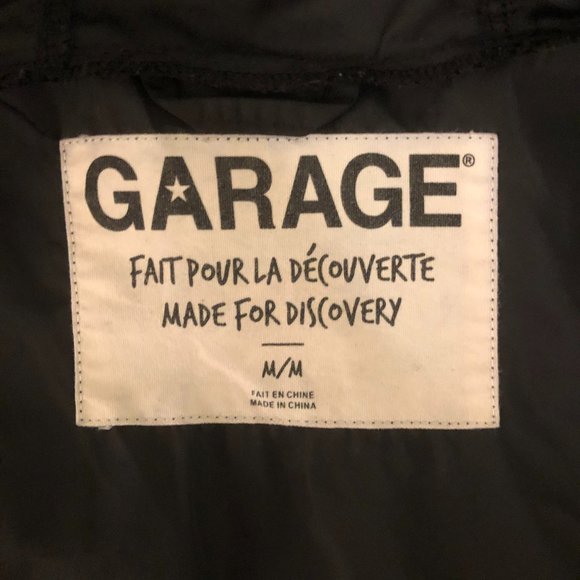 GARAGE®
FAIT POUR LA DÉCOUVERTE
MADE FOR DISCOVERY
M/M
FAIT EN CHINE
MADE IN CHINA